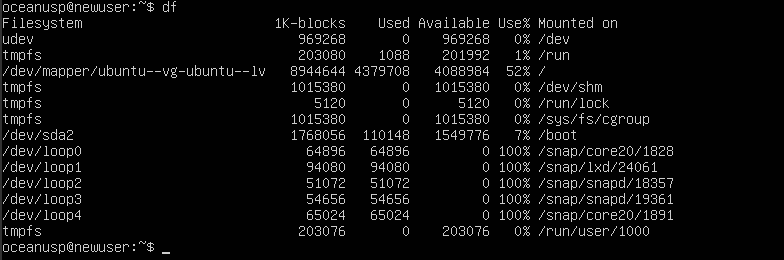 oceanusp@newuser:~$ df
Filesystem                        1K-blocks    Used Available Use% Mounted on
udev                                 969268       0    969268   0% /dev
tmpfs                                203080    1088    201992   1% /run
/dev/mapper/ubuntu--vg-ubuntu--lv   8944644 4379708   4088984  52% /
tmpfs                               1015380       0   1015380   0% /dev/shm
tmpfs                                  5120       0      5120   0% /run/lock
tmpfs                               1015380       0   1015380   0% /sys/fs/cgroup
/dev/sda2                           1768056  110148   1549776   7% /boot
/dev/loop0                            64896   64896         0 100% /snap/core20/1828
/dev/loop1                            94080   94080         0 100% /snap/lxd/24061
/dev/loop2                            51072   51072         0 100% /snap/snapd/18357
/dev/loop3                            54656   54656         0 100% /snap/snapd/19361
/dev/loop4                            65024   65024         0 100% /snap/core20/1891
tmpfs                                203076       0    203076   0% /run/user/1000
oceanusp@newuser:~$ _